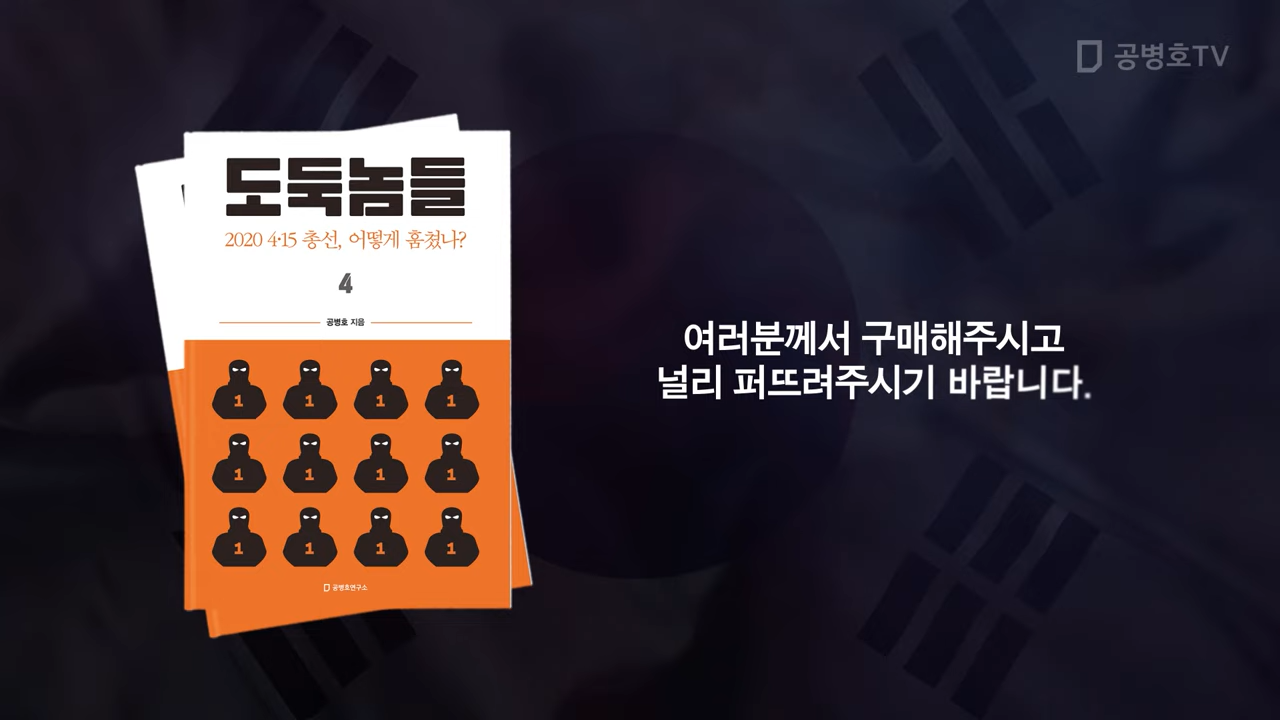 공병호TV
도둑놈들
2020 4·15 총선, 어떻게 훔쳤나?
4
공병호 지음
1 1 1 1
1 1 1 1
1 1 1 1
공병호연구소
여러분께서 구매해주시고
널리 퍼뜨려주시기 바랍니다.